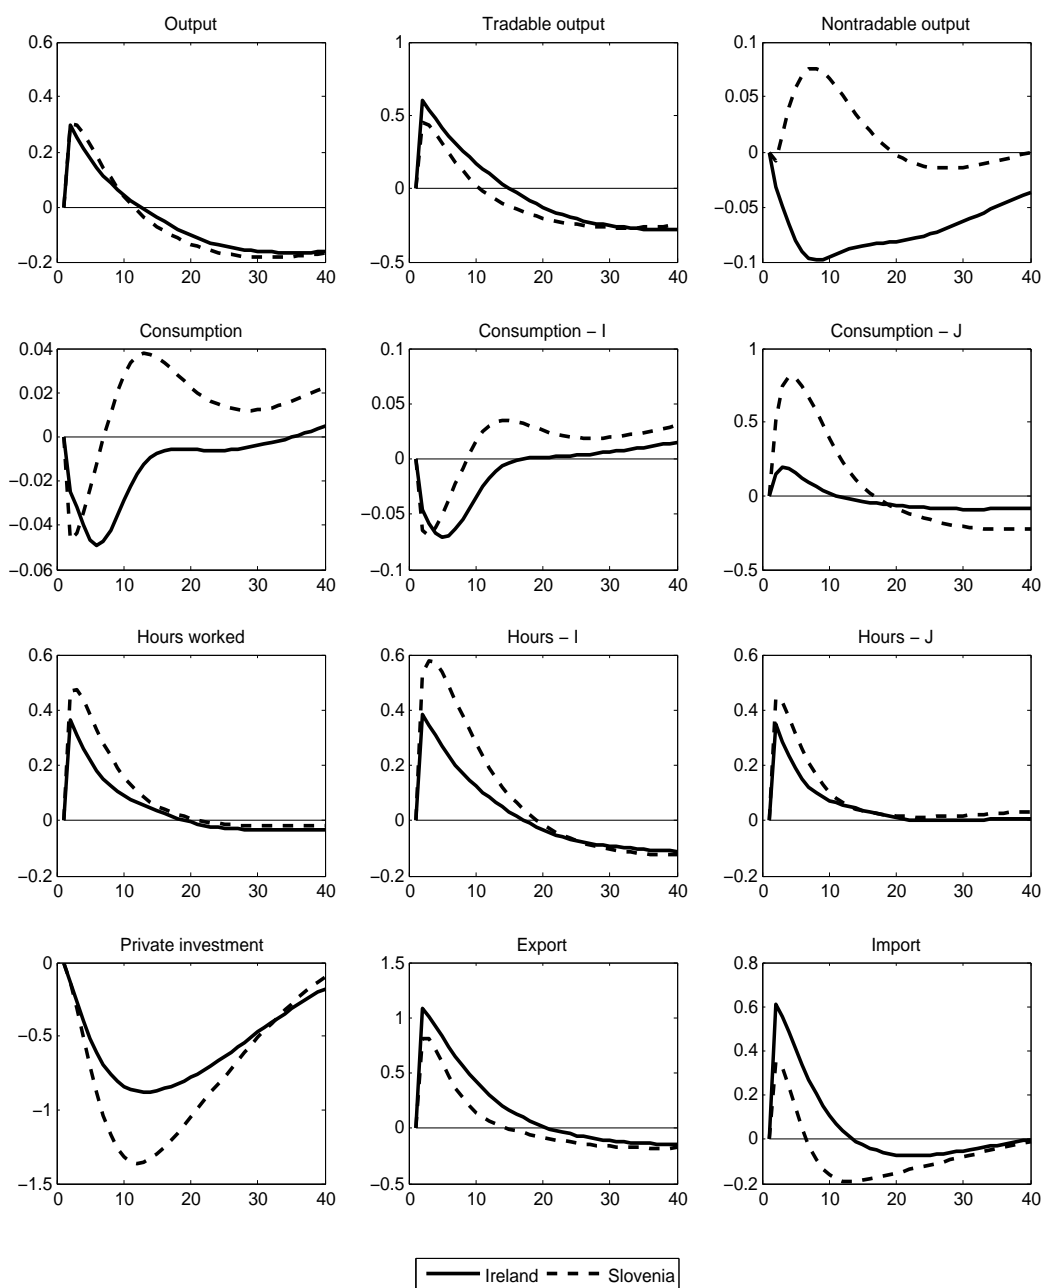 Output
0.6
0.4
0.2
0
−0.2
0 10 20 30 40
Tradable output
1
0.5
0
−0.5
0 10 20 30 40
Nontradable output
0.1
0.05
0
−0.05
−0.1
0 10 20 30 40
Consumption
0.04
0.02
0
−0.02
−0.04
−0.06
0 10 20 30 40
Consumption − I
0.1
0.05
0
−0.05
−0.1
0 10 20 30 40
Consumption − J
1
0.5
0
−0.5
0 10 20 30 40
Hours worked
0.6
0.4
0.2
0
−0.2
0 10 20 30 40
Hours − I
0.6
0.4
0.2
0
−0.2
0 10 20 30 40
Hours − J
0.6
0.4
0.2
0
−0.2
0 10 20 30 40
Private investment
0
−0.5
−1
−1.5
0 10 20 30 40
Export
1.5
1
0.5
0
−0.5
0 10 20 30 40
Import
0.8
0.6
0.4
0.2
0
−0.2
0 10 20 30 40
Ireland Slovenia